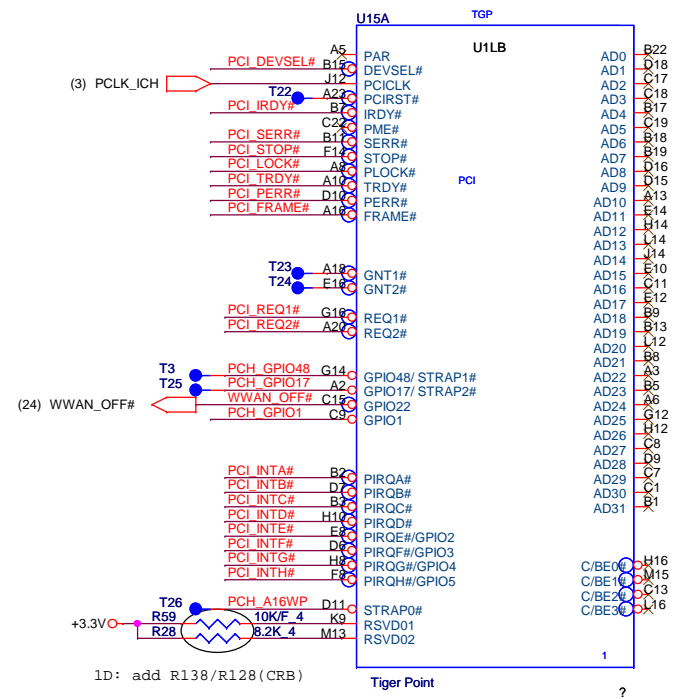 U15A
TGP
U1LB
A5 PAR
PCI_DEVSEL# B15 DEVSEL#
(3) PCLK_ICH J12 PCICLK
T22 A23 PCIRST#
PCI_IRDY# B7 IRDY#
C22 PME#
PCI_SERR# B11 SERR#
PCI_STOP# F14 STOP#
PCI_LOCK# A8 PLOCK#
PCI_TRDY# A10 TRDY#
PCI_PERR# D10 PERR#
PCI_FRAME# A16 FRAME#
PCI
T23 A18 GNT1#
T24 E16 GNT2#
PCI_REQ1# G16 REQ1#
PCI_REQ2# A20 REQ2#
T3 PCH_GPIO48 G14 GPIO48/ STRAP1#
T25 PCH_GPIO17 A2 GPIO17/ STRAP2#
(24) WWAN_OFF# WWAN_OFF# C15 GPIO22
PCH_GPIO1 C9 GPIO1
PCI_INTA# B2 PIRQA#
PCI_INTB# D7 PIRQB#
PCI_INTC# B3 PIRQC#
PCI_INTD# H10 PIRQD#
PCI_INTE# E8 PIRQE#/GPIO2
PCI_INTF# D6 PIRQF#/GPIO3
PCI_INTG# H8 PIRQG#/GPIO4
PCI_INTH# F8 PIRQH#/GPIO5
T26 PCH_A16WP D11 STRAP0#
+3.3V R59 10K/F_4 K9 RSVD01
R28 8.2K_4 M13 RSVD02
AD0 B22
AD1 D18
AD2 C17
AD3 C18
AD4 B17
AD5 C19
AD6 B18
AD7 B19
AD8 D16
AD9 D15
AD10 A13
AD11 E14
AD12 H14
AD13 L14
AD14 J14
AD15 E10
AD16 C11
AD17 E12
AD18 B9
AD19 B13
AD20 L12
AD21 B8
AD22 A3
AD23 B5
AD24 A6
AD25 G12
AD26 H12
AD27 C8
AD28 D9
AD29 C7
AD30 C1
AD31 B1
C/BE0# H16
C/BE1# M15
C/BE2# C13
C/BE3# L16
1
1D: add R138/R128(CRB)
Tiger Point
?